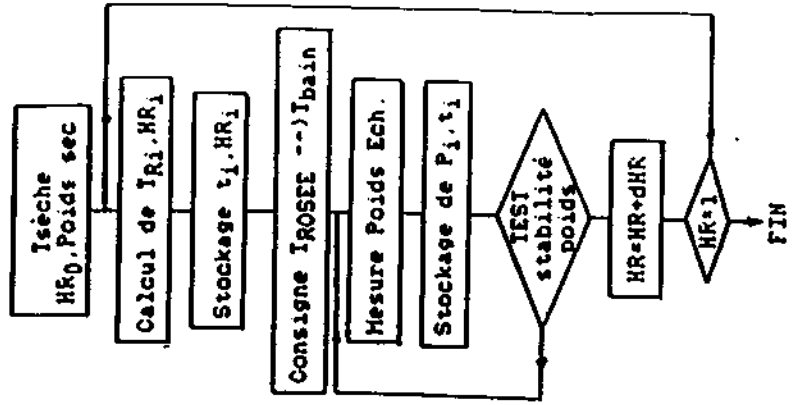 Tsèche
HR0,Poids sec
Calcul de TRi,HRi
Stockage ti,HRi
Consigne TROSEE --)Tbain
Mesure Poids Ech.
Stockage de Pi,ti
TEST
stabilité
poids
HR=HR+dHR
HR=1
FIN